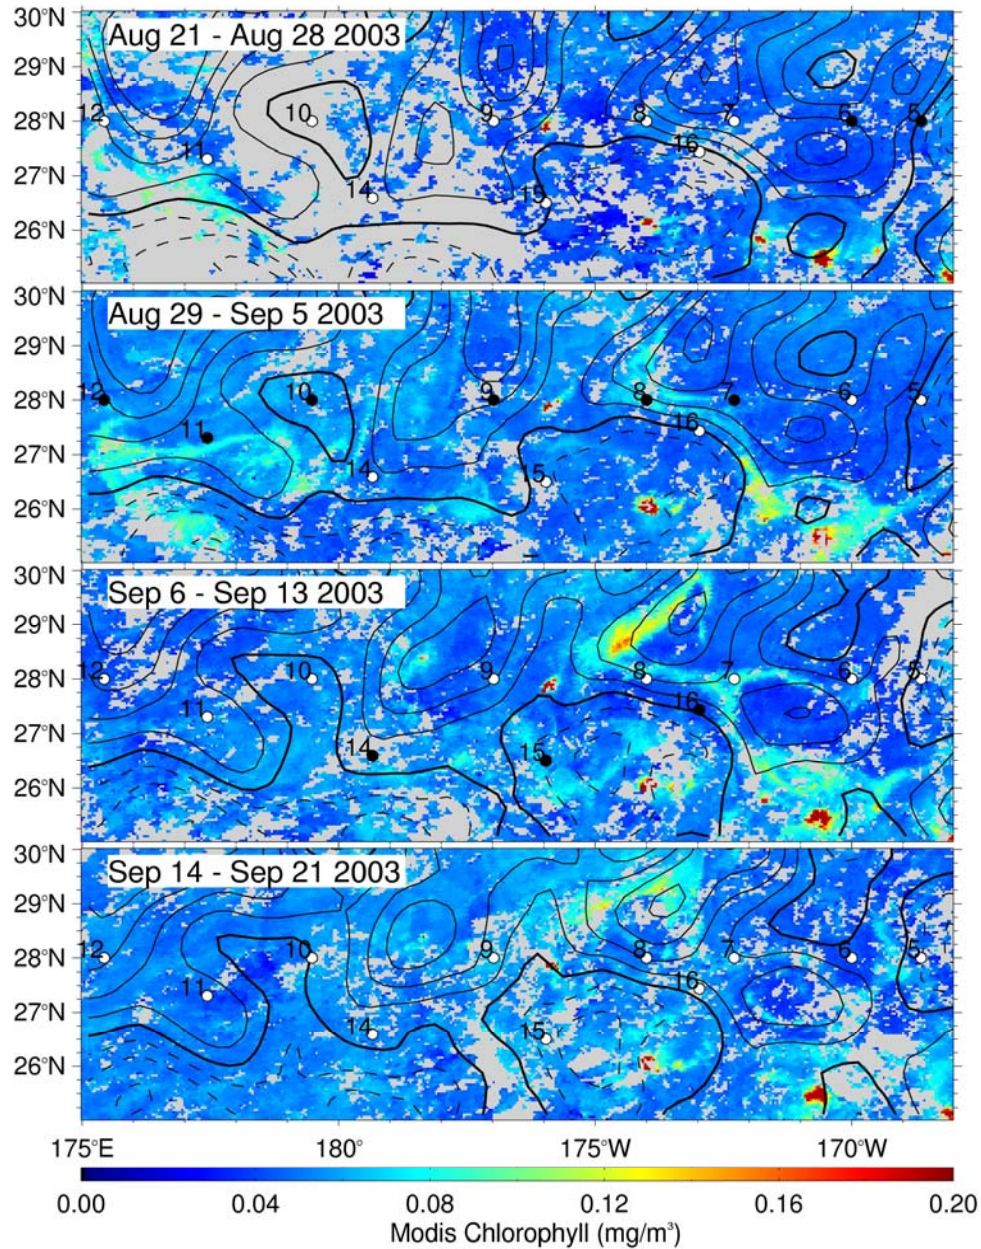 30°N
Aug 21 - Aug 28 2003
29°N
12 10 9 8 7 6 5
28°N
11 16
27°N
14 15
26°N
30°N
Aug 29 - Sep 5 2003
29°N
12 10 9 8 7 6 5
28°N
11 16
27°N
14 15
26°N
30°N
Sep 6 - Sep 13 2003
29°N
12 10 9 8 7 6 5
28°N
11 16
27°N
14 15
26°N
30°N
Sep 14 - Sep 21 2003
29°N
12 10 9 8 7 6 5
28°N
11 16
27°N
14 15
26°N
175°E 180° 175°W 170°W
0.00 0.04 0.08 0.12 0.16 0.20
Modis Chlorophyll (mg/m³)